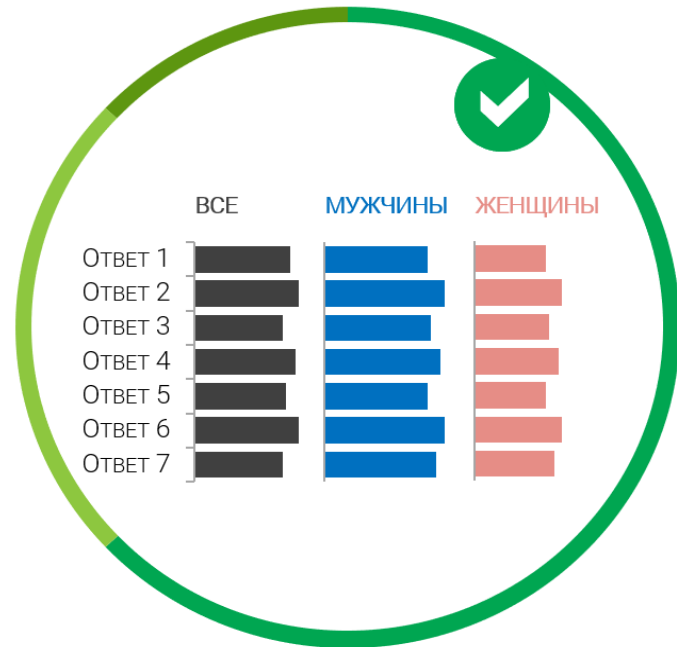 ВСЕ МУЖЧИНЫ ЖЕНЩИНЫ
Ответ 1
Ответ 2
Ответ 3
Ответ 4
Ответ 5
Ответ 6
Ответ 7